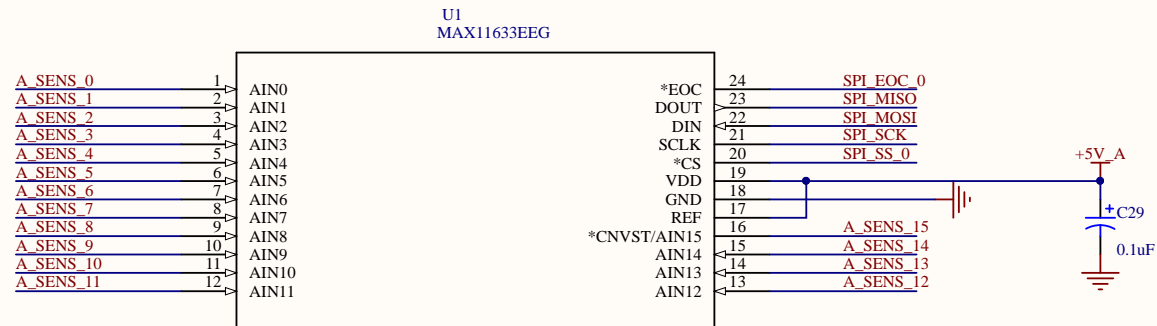 U1
MAX11633EEG
A_SENS_0 1 AIN0 *EOC 24 SPI_EOC_0
A_SENS_1 2 AIN1 DOUT 23 SPI_MISO
A_SENS_2 3 AIN2 DIN 22 SPI_MOSI
A_SENS_3 4 AIN3 SCLK 21 SPI_SCK
A_SENS_4 5 AIN4 *CS 20 SPI_SS_0
+5V_A
A_SENS_5 6 AIN5 VDD 19
A_SENS_6 7 AIN6 GND 18
A_SENS_7 8 AIN7 REF 17
+ C29
A_SENS_8 9 AIN8 *CNVST/AIN15 16 A_SENS_15
A_SENS_9 10 AIN9 AIN14 15 A_SENS_14
0.1uF
A_SENS_10 11 AIN10 AIN13 14 A_SENS_13
A_SENS_11 12 AIN11 AIN12 13 A_SENS_12